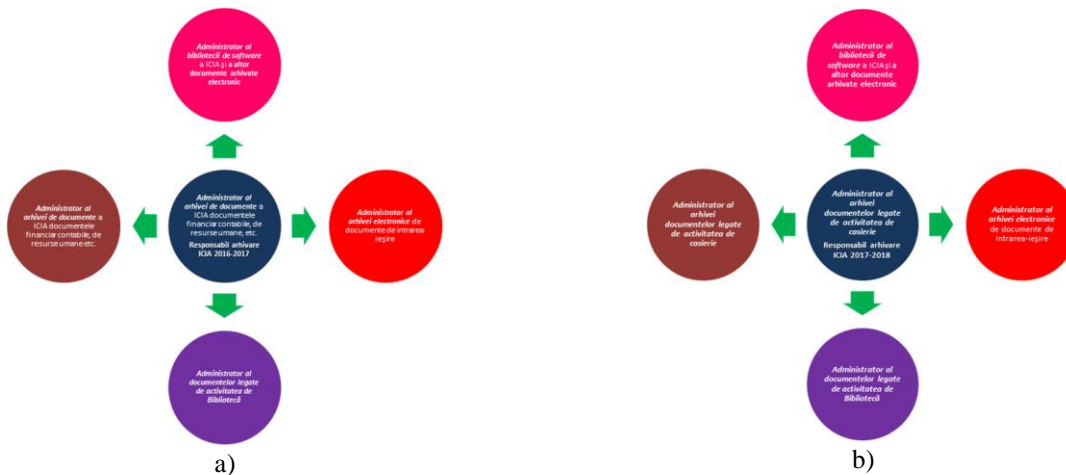 Administrator al
bibliotecii de software
a ICIA și a altor
documente arhivate
electronic
Administrator al
arhivei de documente a
ICIA documentele
financiar contabile, de
resurse umane etc.
Administrator al
arhivei de documente a
ICIA documentele
financiar contabile, de
resurse umane, etc.
Responsabil arhivare
ICIA 2016-2017
Administrator al
arhivei electronice de
documente de intrarea-
ieșire
Administrator al
documentelor legate
de activitatea de
Bibliotecă
a)
Administrator al
bibliotecii de
software a ICIA și a
altor documente
arhivate electronic
Administrator al
arhivei
documentelor legate
de activitatea de
casierie
Administrator al
arhivei
documentelor legate
de activitatea de
casierie
Responsabil arhivare
ICIA 2017-2018
Administrator al
arhivei electronice
de documente de
intrarea-ieșire
Administrator al
documentelor legate
de activitatea de
Bibliotecă
b)